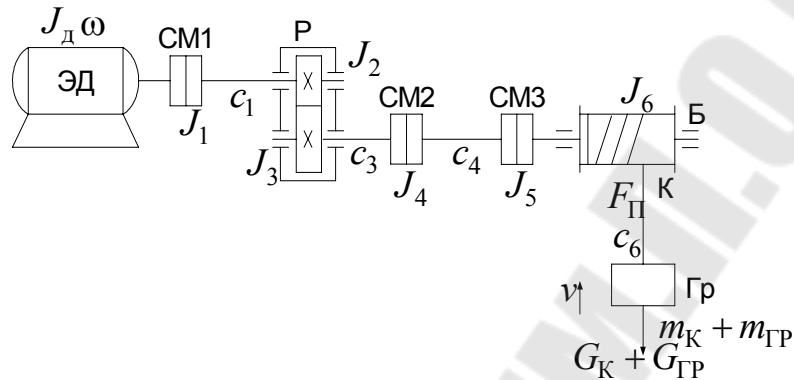 J_д ω
СМ1
Р
ЭД
J_2
J_1
c_1
СМ2
СМ3
J_6
Б
J_3
c_3
c_4
J_4
J_5
F_П
К
c_6
v
Гр
m_К + m_ГР
G_К + G_ГР